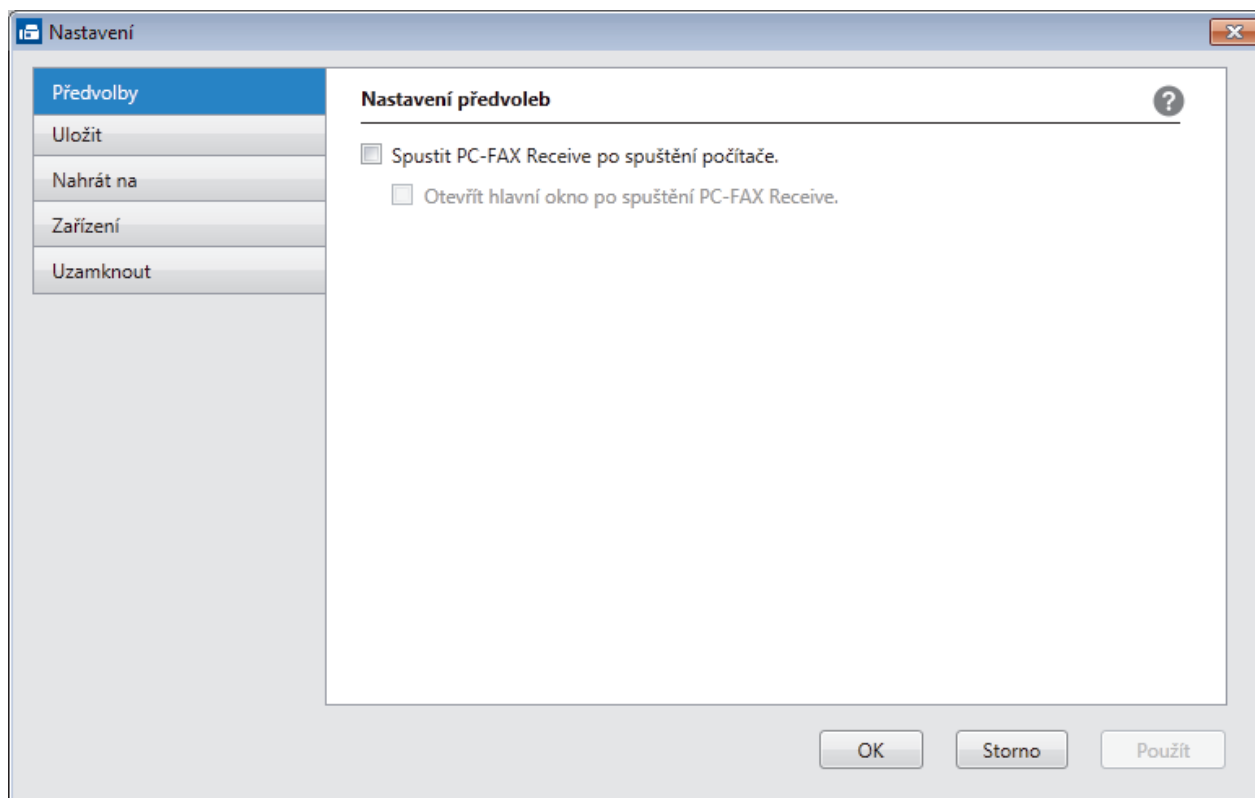 Nastavení
Předvolby
Uložit
Nahrát na
Zařízení
Uzamknout
Nastavení předvoleb
?
Spustit PC-FAX Receive po spuštění počítače.
Otevřít hlavní okno po spuštění PC-FAX Receive.
OK
Storno
Použít